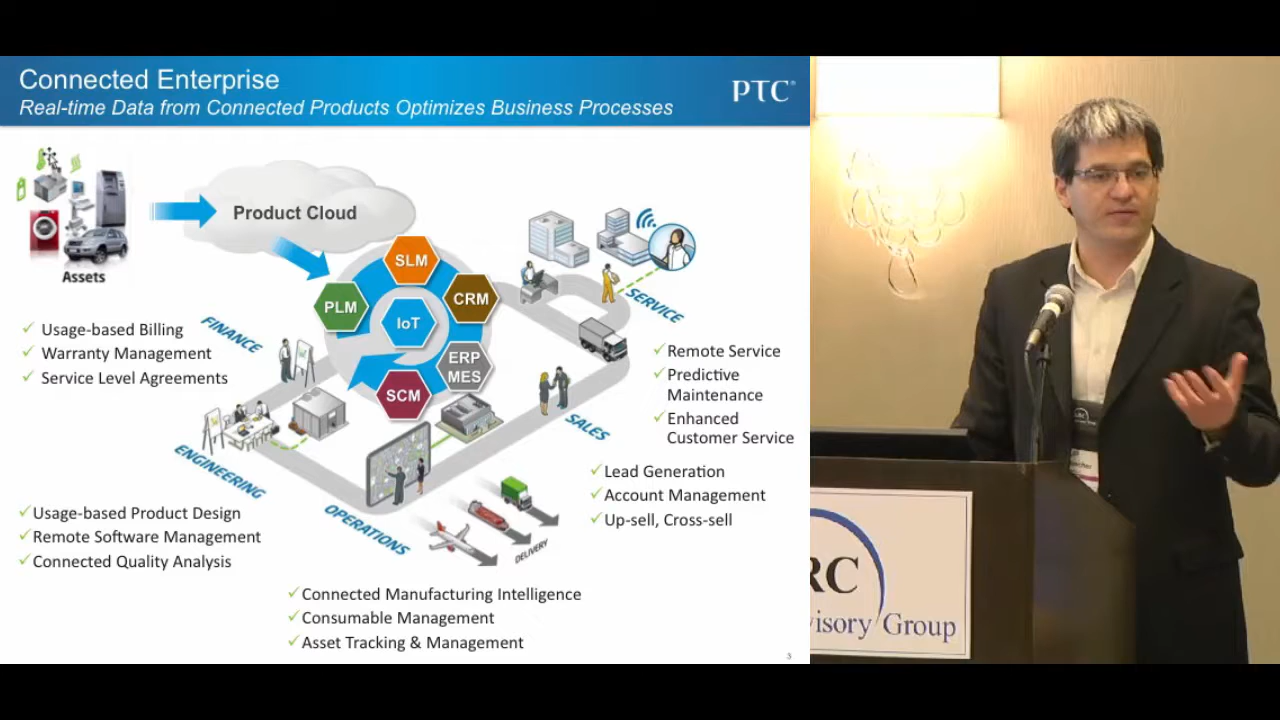 Connected Enterprise
Real-time Data from Connected Products Optimizes Business Processes
PTC®
Product Cloud
Assets
SLM
PLM
CRM
IoT
ERP
MES
SCM
FINANCE
Usage-based Billing
Warranty Management
Service Level Agreements
SERVICE
Remote Service
Predictive
Maintenance
Enhanced
Customer Service
SALES
Lead Generation
Account Management
Up-sell, Cross-sell
ENGINEERING
Usage-based Product Design
Remote Software Management
Connected Quality Analysis
OPERATIONS
DELIVERY
Connected Manufacturing Intelligence
Consumable Management
Asset Tracking & Management
3
RC
visory Group